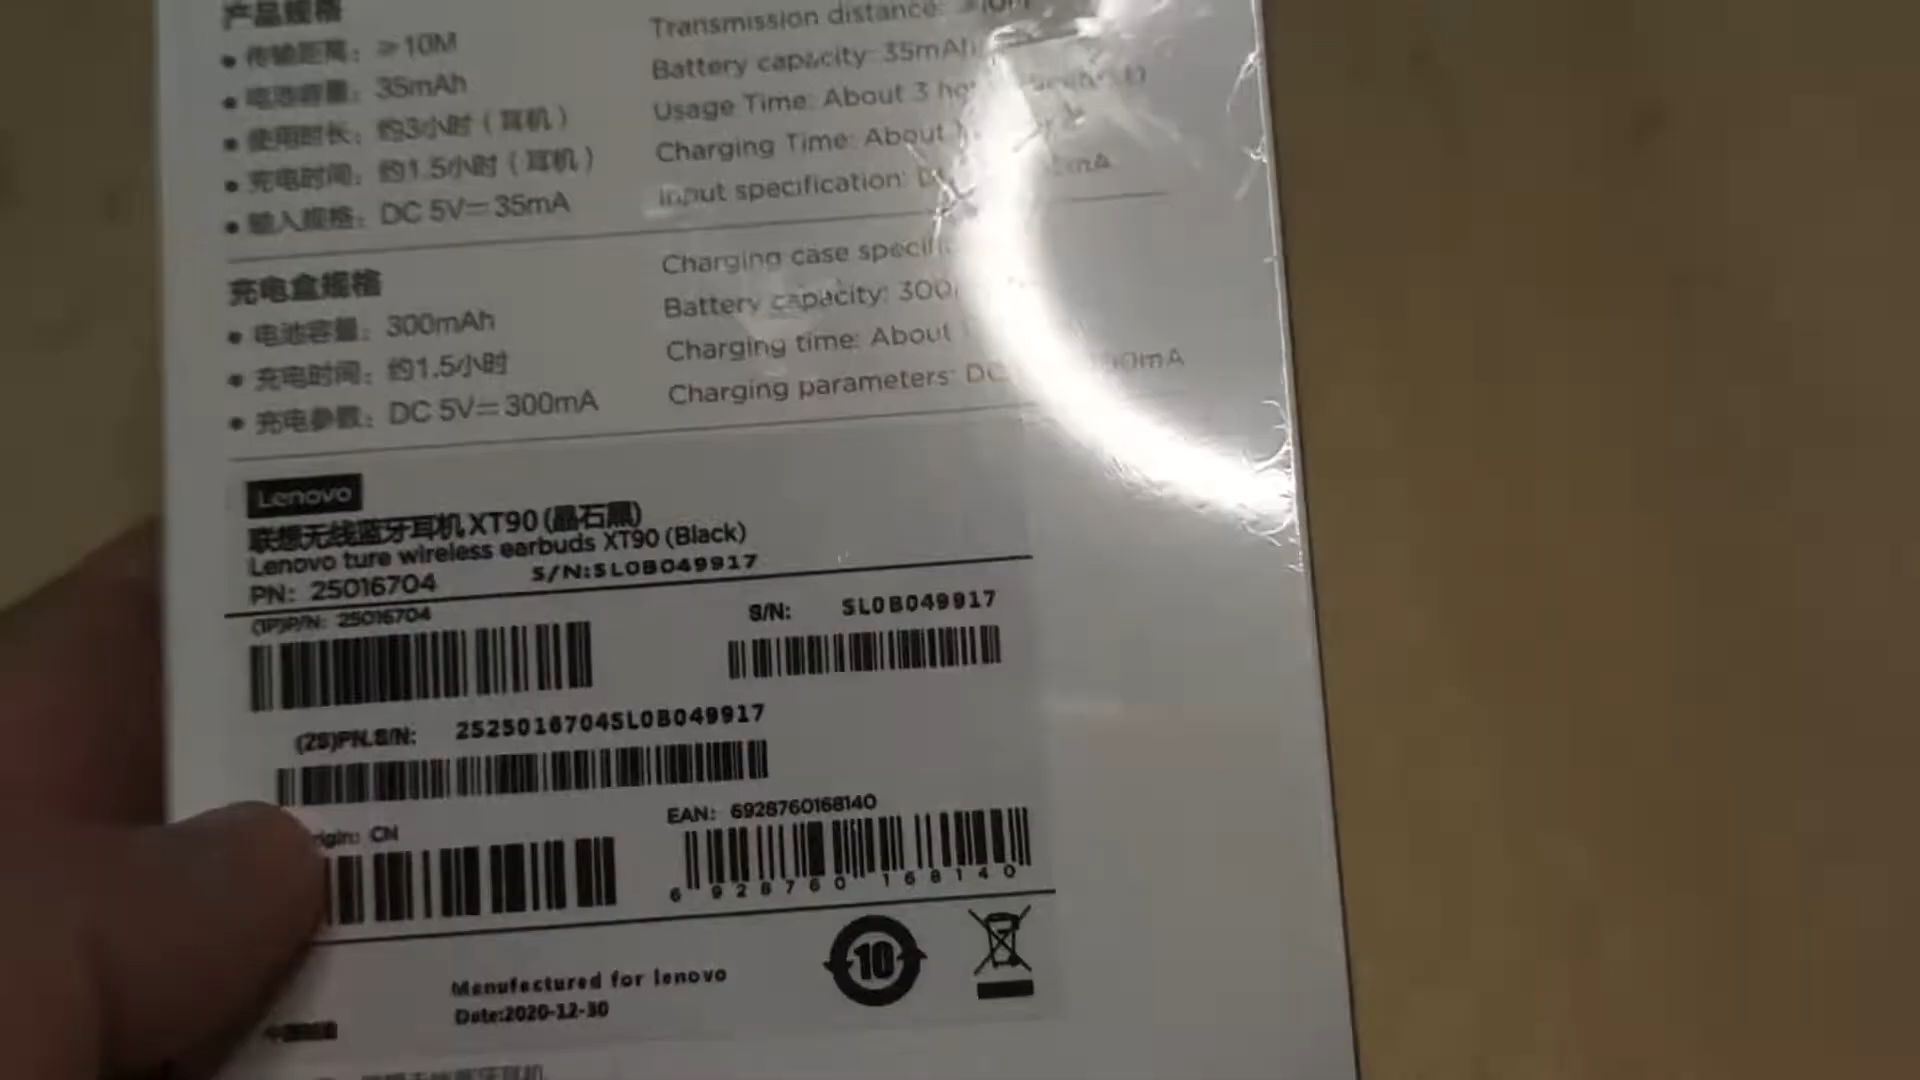 产品规格
• 传输距离：≥10M
• 电池容量：35mAh
• 使用时长：约3小时（耳机）
• 充电时间：约1.5小时（耳机）
• 输入规格：DC 5V⎓35mA
Transmission distance: ≥10m
Battery capacity: 35mAh
Usage Time: About 3
Charging Time: About
Input specification:
充电盒规格
• 电池容量：300mAh
• 充电时间：约1.5小时
• 充电参数：DC 5V⎓300mA
Charging case
Battery capacity:
Charging time: About
Charging parameters: DC
Lenovo
联想无线蓝牙耳机 XT90 (晶石黑)
Lenovo ture wireless earbuds XT90 (Black)
PN: 25016704 S/N:SL0B049917
(1P)P/N: 25016704
S/N: SL0B049917
(2S)PN.S/N: 2525016704SL0B049917
CN
EAN: 6928760168140
6 928760 168140
10
Manufactured for lenovo
Date:2020-12-30